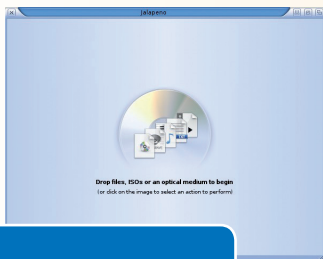 jalapeno
TXT
Drop files, ISOs or an optical medium to begin
(or click on the image to select an action to perform)